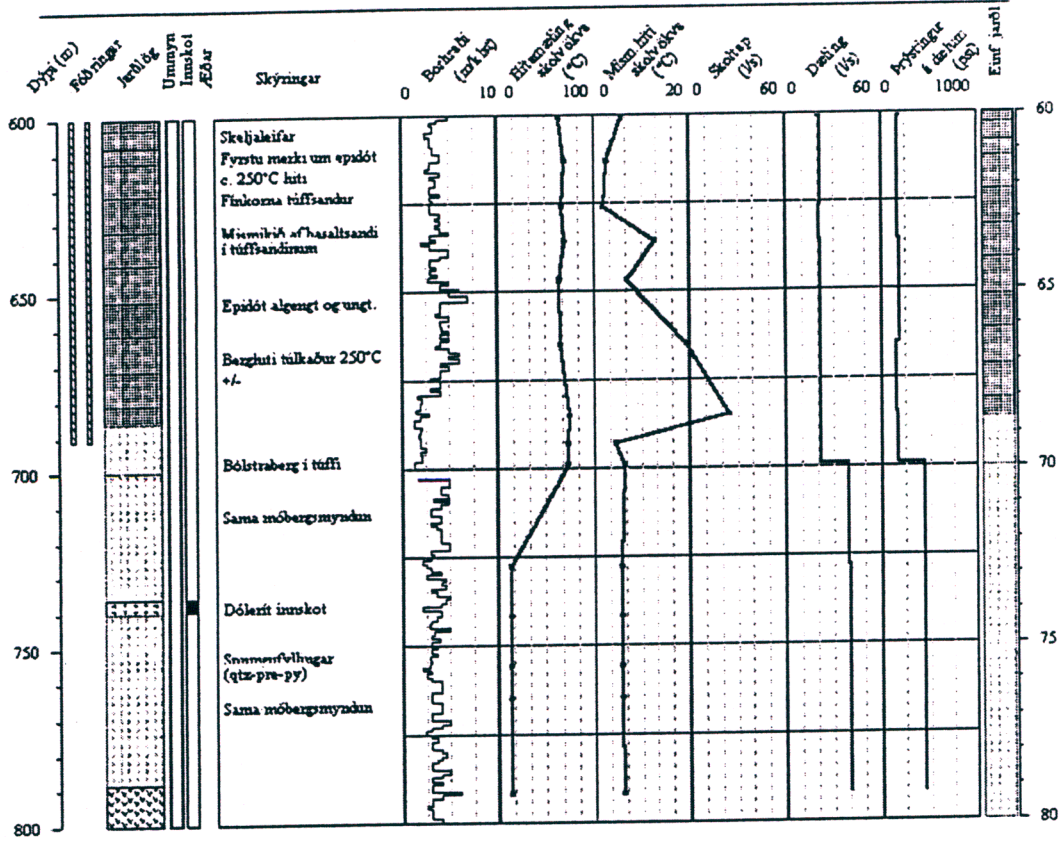 Dýpi (m)
Fóðringar
Jarðlög
Ummyn
Innskot
Æðar
Skýringar
Borhraði
(m/klst)
0 10
Hitamæling
skolvökva
(°C)
0 100
Mism. hiti
skolvökva
(°C)
0 20
Skoltap
(l/s)
0 60
Dæling
(l/s)
0 60
Þrýstingur
á dælum
(psi)
0 1000
Einf jarðl
600
650
700
750
800
Skeljaleifar
Fyrstu merki um epidót
c. 250°C hiti
Fínkorna túffsandur
Mismikið af basaltsandi
í túffsandinum
Epidót algengt og ungt.
Berghiti túlkaður 250°C
+/-
Bólstraberg í túffi
Sama móbergsmyndun
Dólerít innskot
Sprungufyllingar
(qtz-pre-py)
Sama móbergsmyndun
60
65
70
75
80